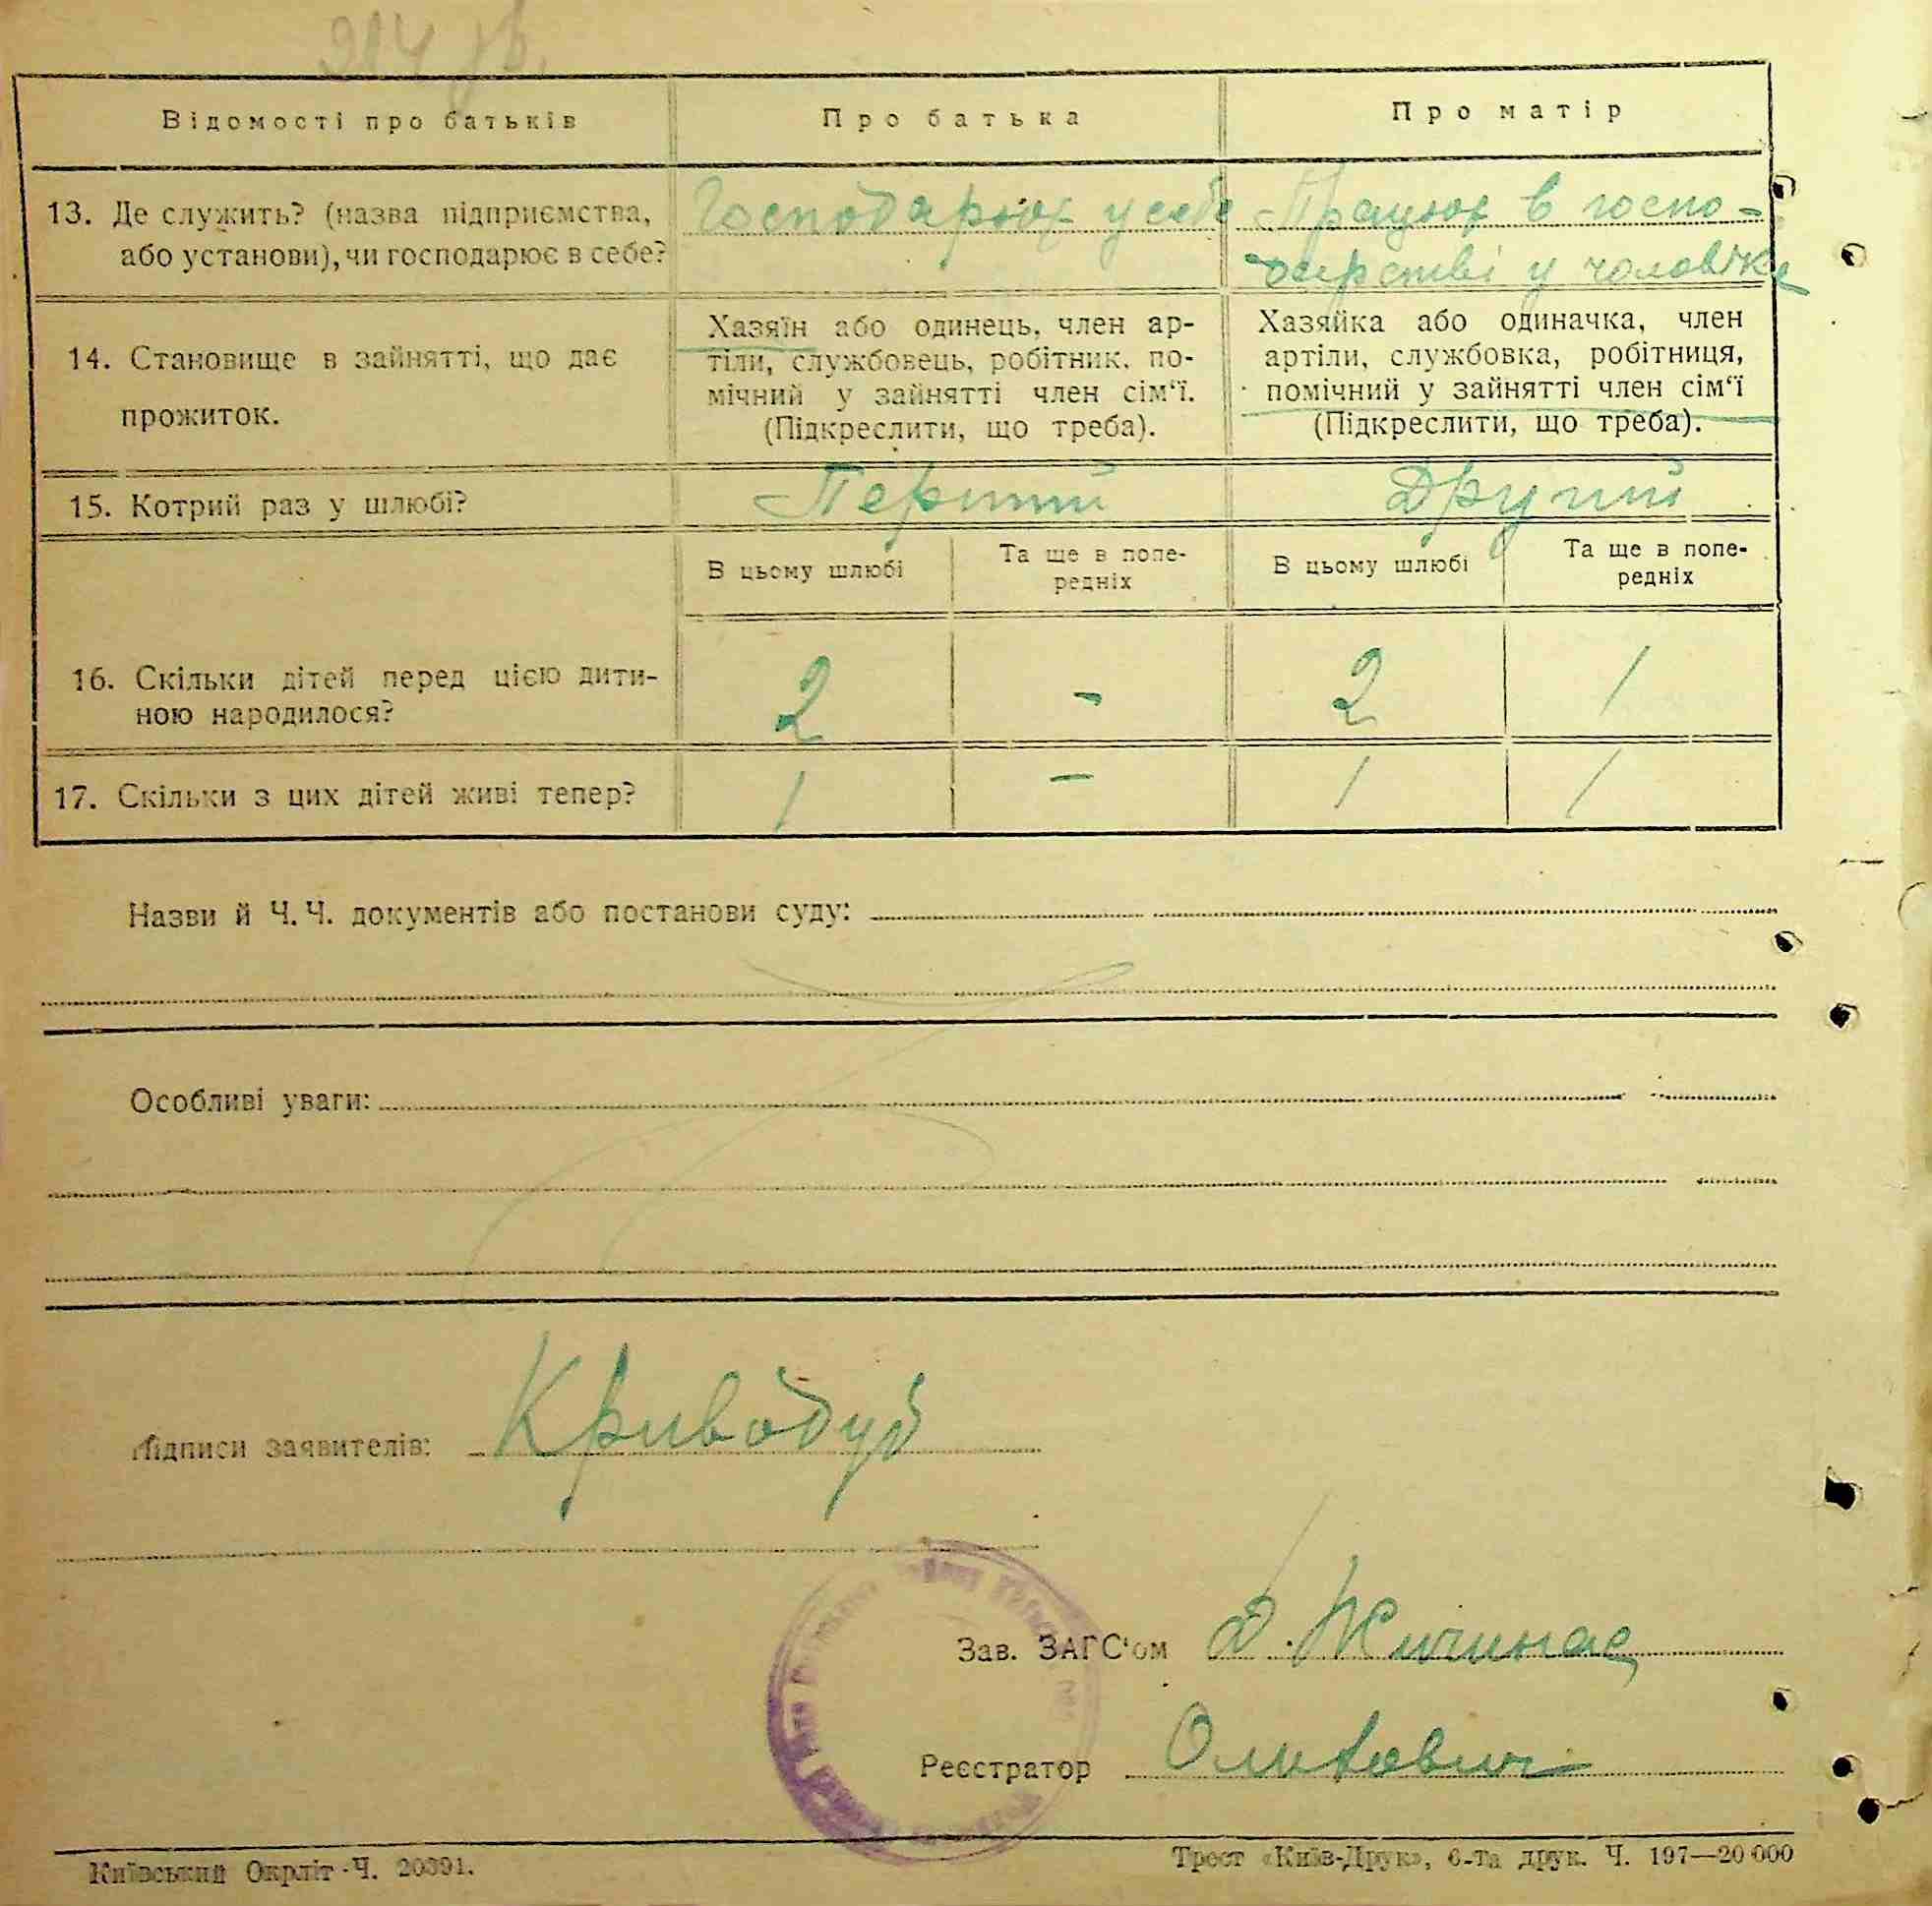 214 зв.
Відомості про батьків
Про батька
Про матір
13. Де служить? (назва підприємства,
або установи), чи господарює в себе?
Господарює у себе
Працює в госпо-
дарстві у чоловіка
14. Становище в зайнятті, що дає
прожиток.
Хазяїн або одинець, член ар-
тіли, службовець, робітник, по-
мічний у зайнятті член сім‘ї.
(Підкреслити, що треба).
Хазяйка або одиначка, член
артіли, службовка, робітниця,
помічний у зайнятті член сім‘ї
(Підкреслити, що треба).
15. Котрий раз у шлюбі?
Перший
Другий
В цьому шлюбі
Та ще в попе-
редніх
В цьому шлюбі
Та ще в попе-
редніх
16. Скільки дітей перед цією дити-
ною народилося?
2
-
2
1
17. Скільки з цих дітей живі тепер?
1
-
1
1
Назви й Ч. Ч. документів або постанови суду:
Особливі уваги:
Підписи заявителів:
Криводуб
Зав. ЗАГС‘ом
Реєстратор
Київський Окрліт Ч. 20391.
Трест «Київ-Друк», 6-та друк. Ч. 197—20 000